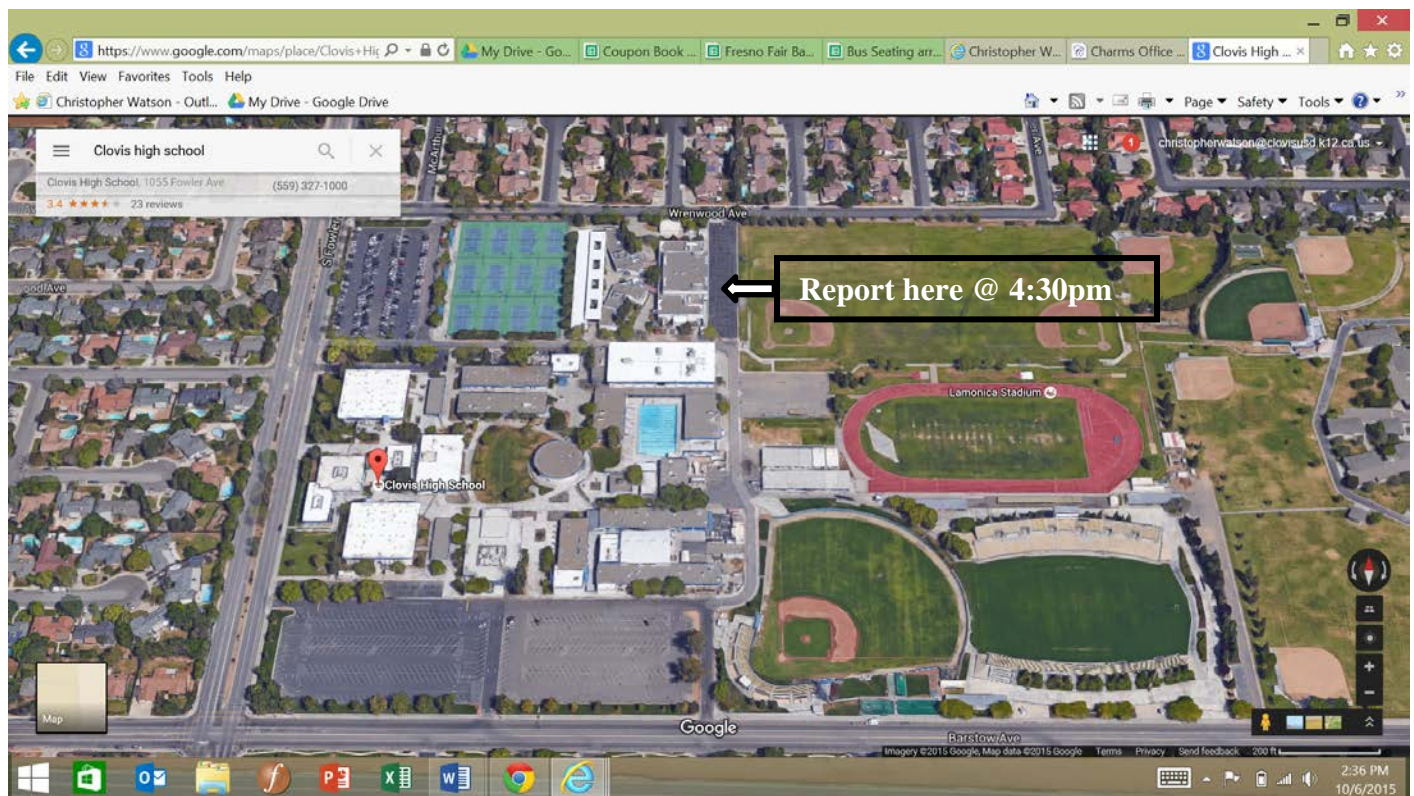 https://www.google.com/maps/place/Clovis+Hig
My Drive - Go...
Coupon Book ...
Fresno Fair Ba...
Bus Seating arr...
Christopher W...
Charms Office ...
Clovis High ...
File Edit View Favorites Tools Help
Christopher Watson - Outl...
My Drive - Google Drive
Page Safety Tools
Clovis high school
1
christopherwatson@clovisusd.k12.ca.us
Clovis High School, 1055 Fowler Ave
(559) 327-1000
3.4 ★★★★★ 23 reviews
McArthur
Wrenwood Ave
S Fowler
ood Ave
Report here @ 4:30pm
Lamonica Stadium
Clovis High School
Map
Google
Barstow Ave
Imagery ©2015 Google, Map data ©2015 Google Terms Privacy Send feedback 200 ft
2:36 PM
10/6/2015